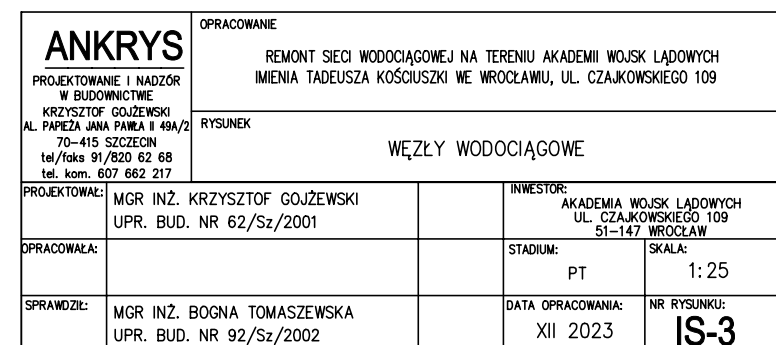 ANKRYS
PROJEKTOWANIE I NADZÓR
W BUDOWNICTWIE
KRZYSZTOF GOJŻEWSKI
AL. PAPIEŻA JANA PAWŁA II 49A/2
70-415 SZCZECIN
tel/faks 91/820 62 68
tel. kom. 607 662 217
OPRACOWANIE
REMONT SIECI WODOCIĄGOWEJ NA TERENIU AKADEMII WOJSK LĄDOWYCH
IMIENIA TADEUSZA KOŚCIUSZKI WE WROCŁAWIU, UL. CZAJKOWSKIEGO 109
RYSUNEK
WĘZŁY WODOCIĄGOWE
PROJEKTOWAŁ:
MGR INŻ. KRZYSZTOF GOJŻEWSKI
UPR. BUD. NR 62/Sz/2001
INWESTOR:
AKADEMIA WOJSK LĄDOWYCH
UL. CZAJKOWSKIEGO 109
51-147 WROCŁAW
OPRACOWAŁA:
STADIUM:
PT
SKALA:
1:25
SPRAWDZIŁ:
MGR INŻ. BOGNA TOMASZEWSKA
UPR. BUD. NR 92/Sz/2002
DATA OPRACOWANIA:
XII 2023
NR RYSUNKU:
IS-3